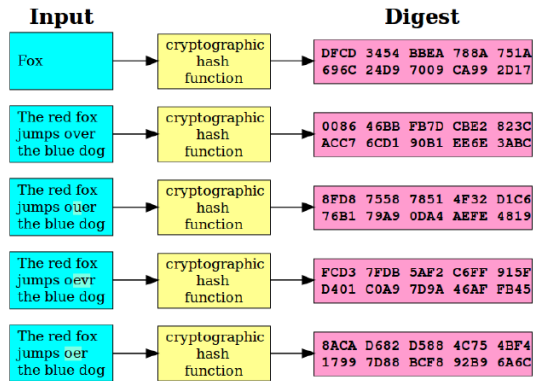 Input
Digest
Fox
cryptographic
hash
function
DFCD 3454 BBEA 788A 751A
696C 24D9 7009 CA99 2D17
The red fox
jumps over
the blue dog
cryptographic
hash
function
0086 46BB FB7D CBE2 823C
ACC7 6CD1 90B1 EE6E 3ABC
The red fox
jumps ouer
the blue dog
cryptographic
hash
function
8FD8 7558 7851 4F32 D1C6
76B1 79A9 0DA4 AEFE 4819
The red fox
jumps oevr
the blue dog
cryptographic
hash
function
FCD3 7FDB 5AF2 C6FF 915F
D401 C0A9 7D9A 46AF FB45
The red fox
jumps oer
the blue dog
cryptographic
hash
function
8ACA D682 D588 4C75 4BF4
1799 7D88 BCF8 92B9 6A6C